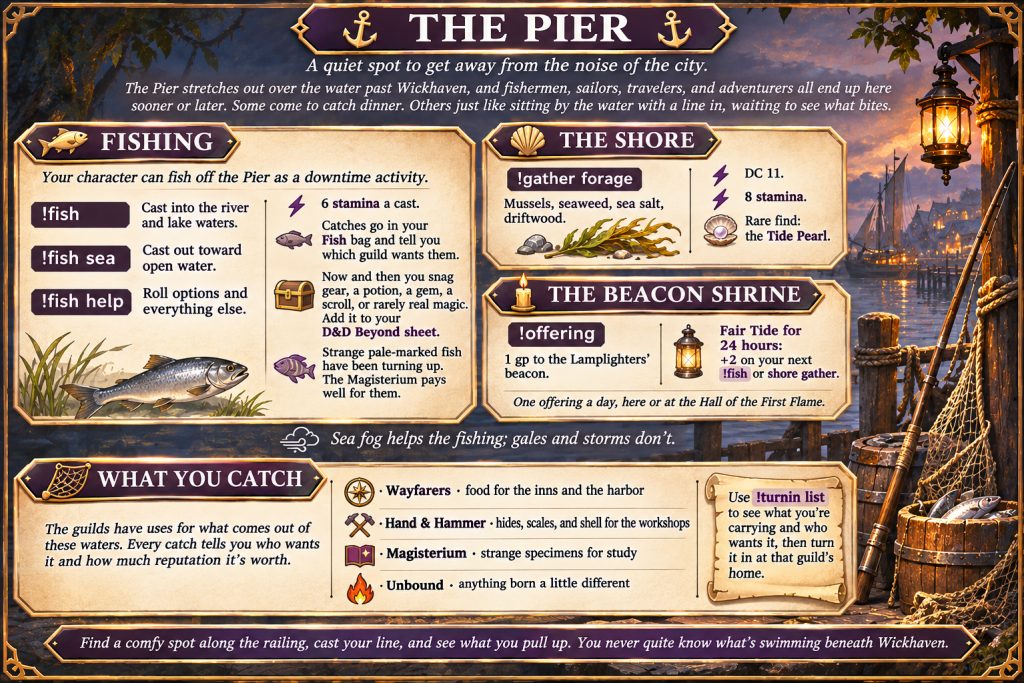 THE PIER
A quiet spot to get away from the noise of the city.
The Pier stretches out over the water past Wickhaven, and fishermen, sailors, travelers, and adventurers all end up here
sooner or later. Some come to catch dinner. Others just like sitting by the water with a line in, waiting to see what bites.
FISHING
Your character can fish off the Pier as a downtime activity.
!fish
Cast into the river
and lake waters.
!fish sea
Cast out toward
open water.
!fish help
Roll options and
everything else.
6 stamina a cast.
Catches go in your
Fish bag and tell you
which guild wants them.
Now and then you snag
gear, a potion, a gem, a
scroll, or rarely real magic.
Add it to your
D&D Beyond sheet.
Strange pale-marked fish
have been turning up.
The Magisterium pays
well for them.
THE SHORE
!gather forage
Mussels, seaweed, sea salt,
driftwood.
DC 11.
8 stamina.
Rare find:
the Tide Pearl.
THE BEACON SHRINE
!offering
1 gp to the Lamplighters'
beacon.
Fair Tide for
24 hours:
+2 on your next
!fish or shore gather.
One offering a day, here or at the Hall of the First Flame.
Sea fog helps the fishing; gales and storms don't.
WHAT YOU CATCH
The guilds have uses for what comes out of
these waters. Every catch tells you who wants
it and how much reputation it's worth.
· Wayfarers · food for the inns and the harbor
· Hand & Hammer · hides, scales, and shell for the workshops
· Magisterium · strange specimens for study
· Unbound · anything born a little different
Use !turnin list
to see what you're
carrying and who
wants it, then turn
it in at that guild's
home.
Find a comfy spot along the railing, cast your line, and see what you pull up. You never quite know what's swimming beneath Wickhaven.